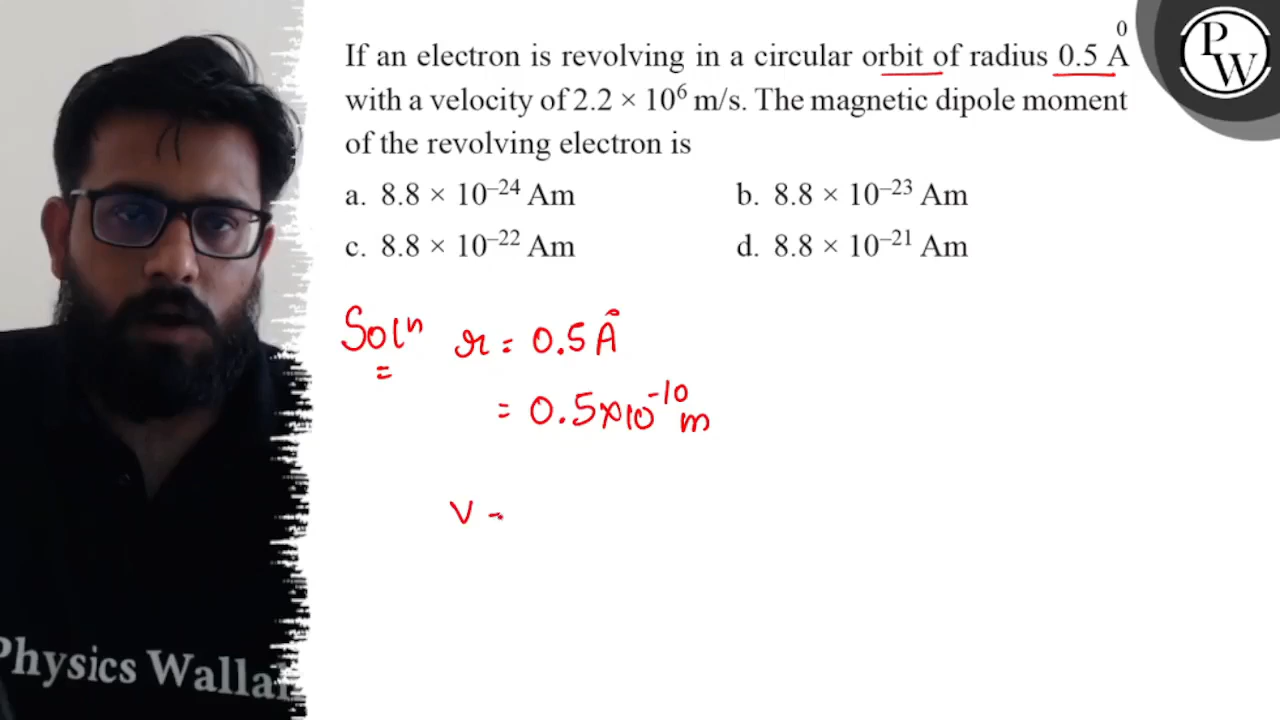 If an electron is revolving in a circular orbit of radius 0.5 Å
with a velocity of 2.2 × 10⁶ m/s. The magnetic dipole moment
of the revolving electron is
a. 8.8 × 10⁻²⁴ Am
b. 8.8 × 10⁻²³ Am
c. 8.8 × 10⁻²² Am
d. 8.8 × 10⁻²¹ Am
Solⁿ r = 0.5 Å
= 0.5×10⁻¹⁰ m
V -
PW
Physics Walla